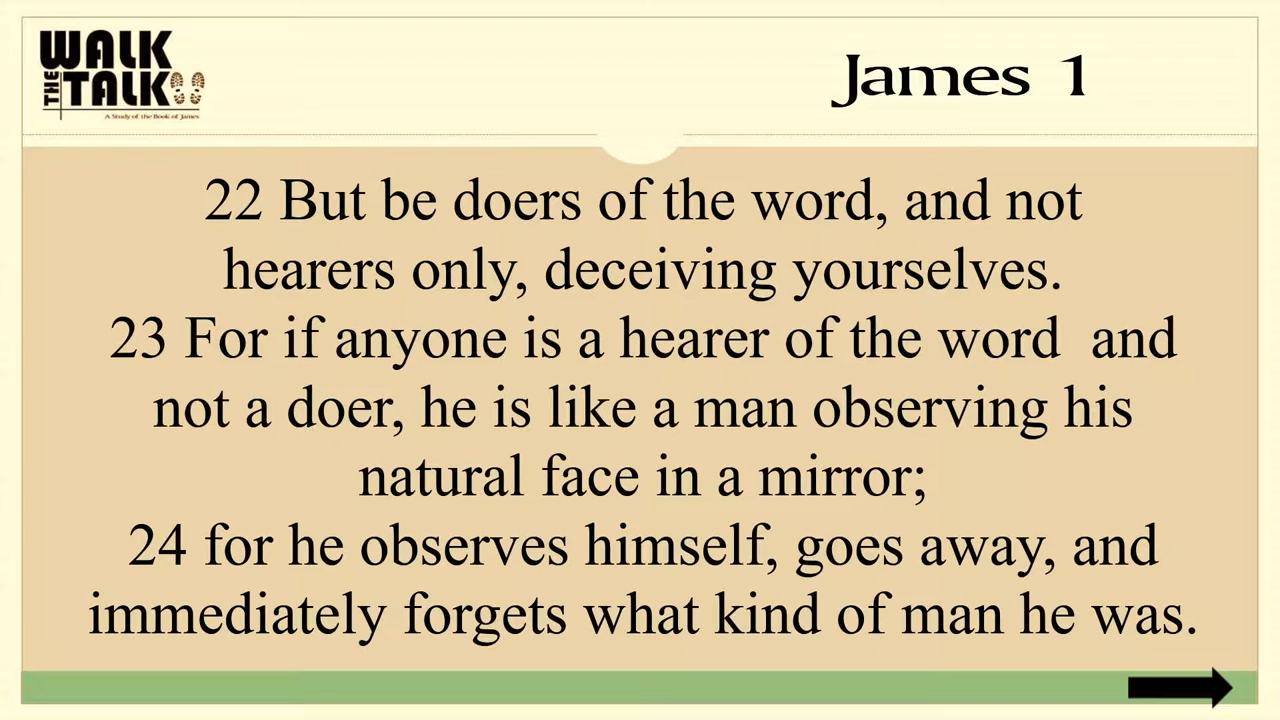 WALK
THE TALK
A Study of the Book of James
James 1
22 But be doers of the word, and not
hearers only, deceiving yourselves.
23 For if anyone is a hearer of the word  and
not a doer, he is like a man observing his
natural face in a mirror;
24 for he observes himself, goes away, and
immediately forgets what kind of man he was.